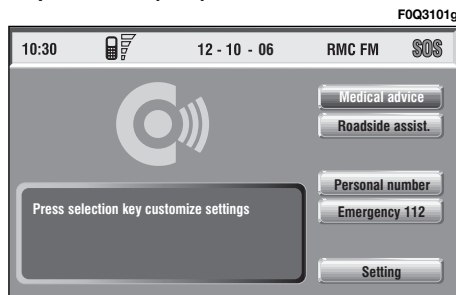 F0Q3101g
10:30 12 - 10 - 06 RMC FM SOS
Medical advice
Roadside assist.
Personal number
Press selection key customize settings
Emergency 112
Setting